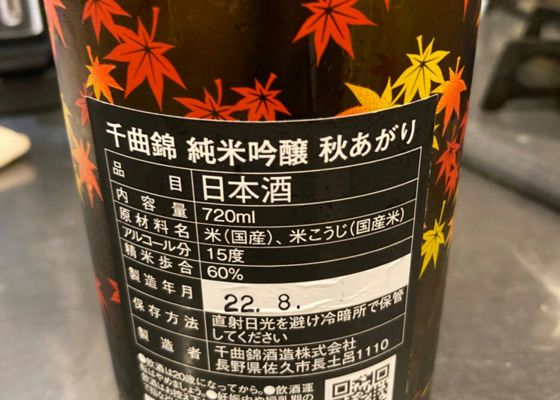 千曲錦 純米吟醸 秋あがり
品目 日本酒
内容量 720ml
原材料名 米(国産)、米こうじ(国産米)
アルコール分 15度
精米歩合 60%
製造年月 22. 8.
保存方法 直射日光を避け冷暗所で保管
してください
製造者 千曲錦酒造株式会社
長野県佐久市長土呂1110
●飲酒は20歳になってから。●飲酒運